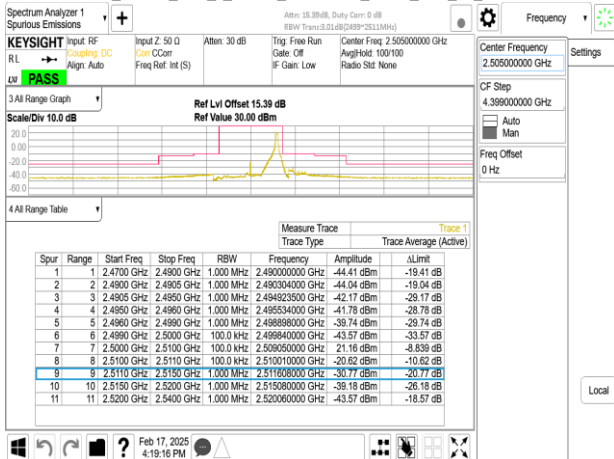 Spectrum Analyzer 1
Spurious Emissions
Attn: 15.39dB, Duty Corr: 0 dB
RBW Trans:3.01dB(2499~2511MHz)
Frequency
KEYSIGHT
Input: RF
Coupling: DC
Align: Auto
Input Z: 50 Ω
Corr CCorr
Freq Ref: Int (S)
Atten: 30 dB
Trig: Free Run
Gate: Off
IF Gain: Low
Center Freq: 2.505000000 GHz
Avg|Hold: 100/100
Radio Std: None
RL
LXI
PASS
Center Frequency
2.505000000 GHz
Settings
CF Step
4.399000000 GHz
Auto
Man
Freq Offset
0 Hz
3 All Range Graph
Scale/Div 10.0 dB
Ref Lvl Offset 15.39 dB
Ref Value 30.00 dBm
20.0
0.00
-20.0
-40.0
-60.0
4 All Range Table
Measure Trace Trace 1
Trace Type Trace Average (Active)
Spur Range Start Freq Stop Freq RBW Frequency Amplitude ΔLimit
1 1 2.4700 GHz 2.4900 GHz 1.000 MHz 2.490000000 GHz -44.41 dBm -19.41 dB
2 2 2.4900 GHz 2.4905 GHz 1.000 MHz 2.490304000 GHz -44.04 dBm -19.04 dB
3 3 2.4905 GHz 2.4950 GHz 1.000 MHz 2.494923500 GHz -42.17 dBm -29.17 dB
4 4 2.4950 GHz 2.4960 GHz 1.000 MHz 2.495534000 GHz -41.78 dBm -28.78 dB
5 5 2.4960 GHz 2.4990 GHz 1.000 MHz 2.498898000 GHz -39.74 dBm -29.74 dB
6 6 2.4990 GHz 2.5000 GHz 100.0 kHz 2.499840000 GHz -43.57 dBm -33.57 dB
7 7 2.5000 GHz 2.5100 GHz 100.0 kHz 2.509050000 GHz 21.16 dBm -8.839 dB
8 8 2.5100 GHz 2.5110 GHz 100.0 kHz 2.510010000 GHz -20.62 dBm -10.62 dB
9 9 2.5110 GHz 2.5150 GHz 1.000 MHz 2.511608000 GHz -30.77 dBm -20.77 dB
10 10 2.5150 GHz 2.5200 GHz 1.000 MHz 2.515080000 GHz -39.18 dBm -26.18 dB
11 11 2.5200 GHz 2.5400 GHz 1.000 MHz 2.520060000 GHz -43.57 dBm -18.57 dB
Local
Feb 17, 2025
4:19:16 PM